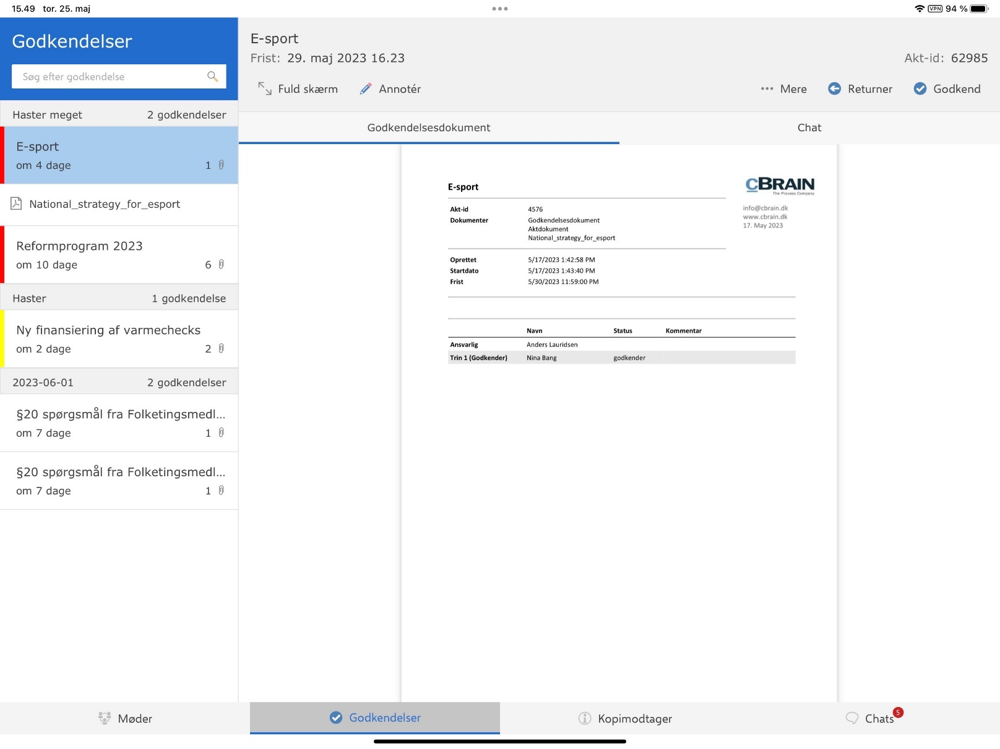 15.49 tor. 25. maj
VPN 94 %
Godkendelser
Søg efter godkendelse
Haster meget 2 godkendelser
E-sport
om 4 dage 1
National_strategy_for_esport
Reformprogram 2023
om 10 dage 6
Haster 1 godkendelse
Ny finansiering af varmechecks
om 2 dage 2
2023-06-01 2 godkendelser
§20 spørgsmål fra Folketingsmedl...
om 7 dage 1
§20 spørgsmål fra Folketingsmedl...
om 7 dage 1
E-sport
Frist: 29. maj 2023 16.23 Akt-id: 62985
Fuld skærm Annotér Mere Returner Godkend
Godkendelsesdokument Chat
E-sport
cBRAIN
The Process Company
info@cbrain.dk
www.cbrain.dk
17. May 2023
Akt-id 4576
Dokumenter Godkendelsesdokument
Aktdokument
National_strategy_for_esport
Oprettet 5/17/2023 1:42:58 PM
Startdato 5/17/2023 1:43:40 PM
Frist 5/30/2023 11:59:00 PM
Navn Status Kommentar
Ansvarlig Anders Lauridsen
Trin 1 (Godkender) Nina Bang godkender
Møder Godkendelser Kopimodtager Chats 5